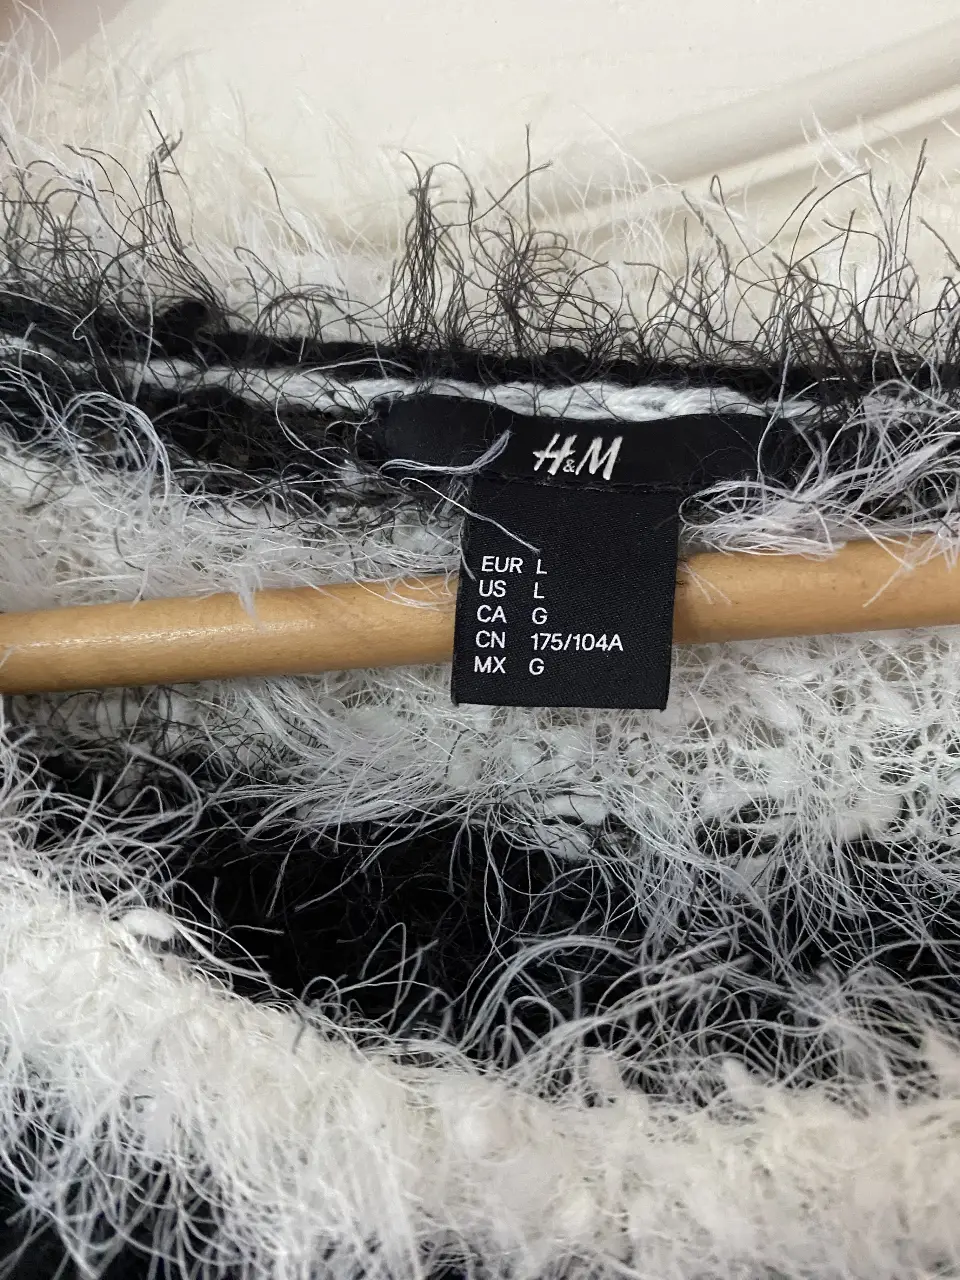 H&M
EUR L
US L
CA G
CN 175/104A
MX G